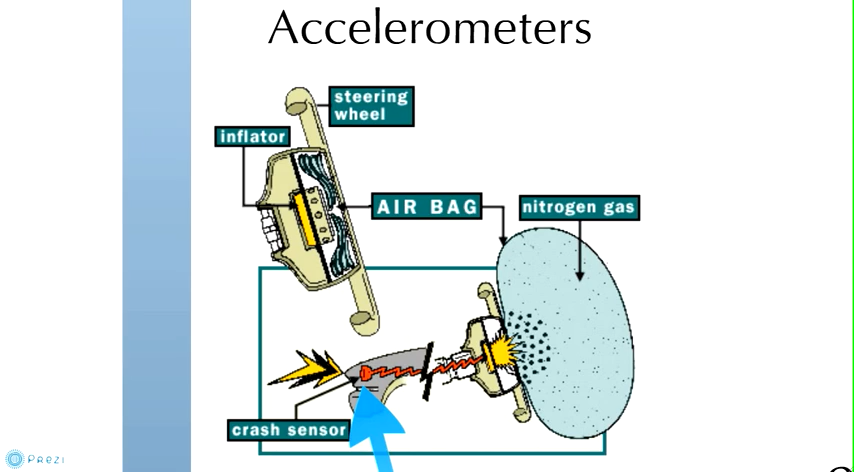 Accelerometers
steering
wheel
inflator
AIR BAG
nitrogen gas
crash sensor
Prezi